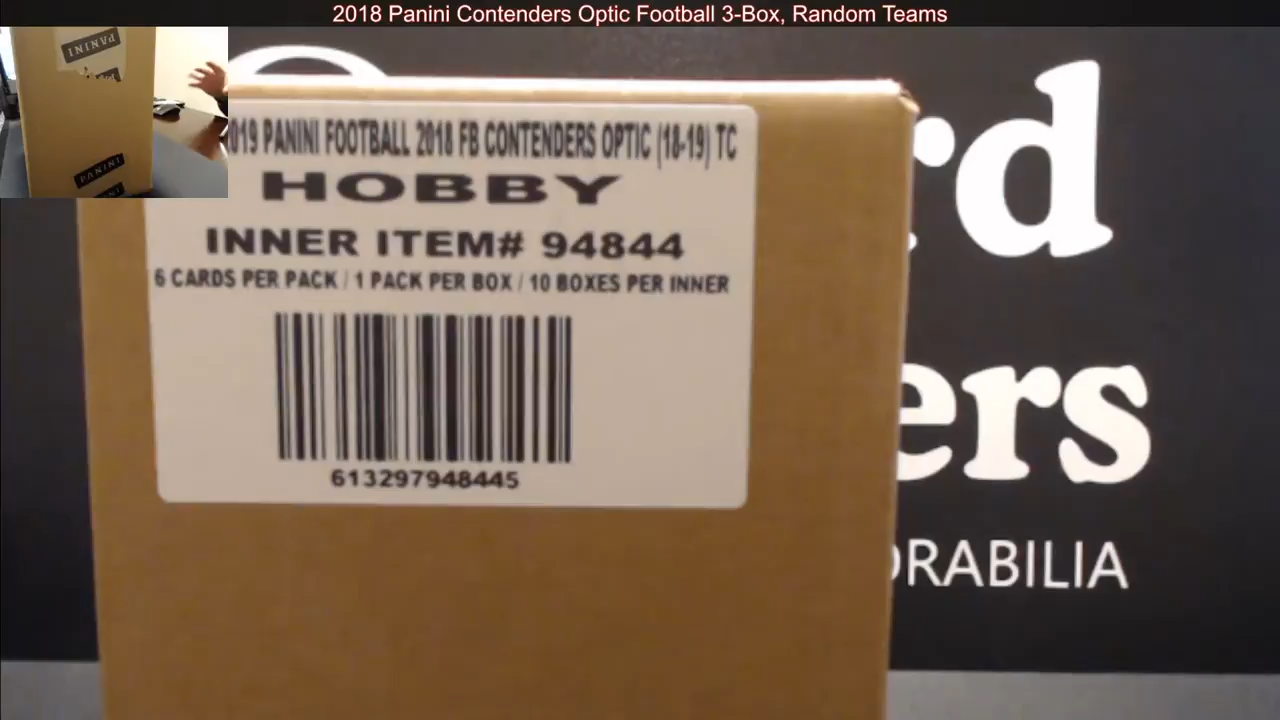 2018 Panini Contenders Optic Football 3-Box, Random Teams
PANINI
PANINI
019 PANINI FOOTBALL 2018 FB CONTENDERS OPTIC (18-19) TC
HOBBY
INNER ITEM# 94844
6 CARDS PER PACK / 1 PACK PER BOX / 10 BOXES PER INNER
613297948445
rd
ers
ORABILIA